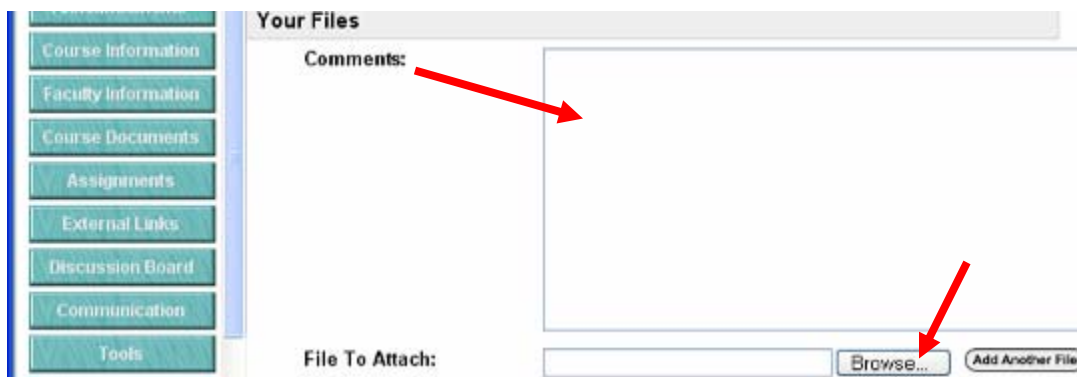 Your Files
Course Information
Comments:
Faculty Information
Course Documents
Assignments
External Links
Discussion Board
Communication
Tools
File To Attach:
Browse...
Add Another File